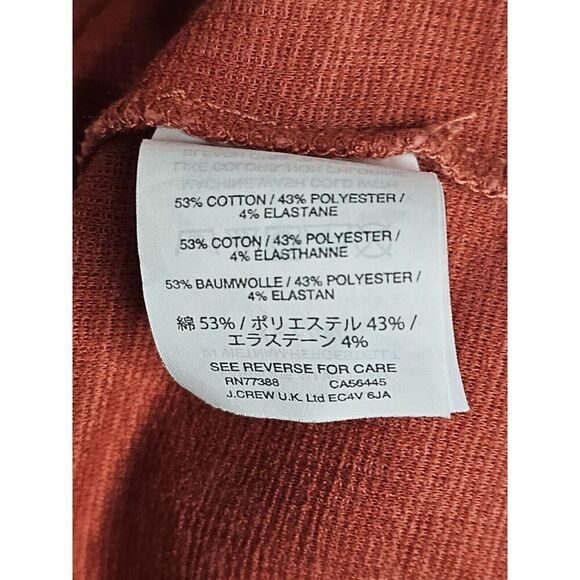 53% COTTON / 43% POLYESTER /
4% ELASTANE
53% COTON / 43% POLYESTER /
4% ÉLASTHANNE
53% BAUMWOLLE / 43% POLYESTER /
4% ELASTAN
綿 53% / ポリエステル 43% /
エラステーン 4%
SEE REVERSE FOR CARE
RN77388 CA56445
J.CREW U.K. Ltd EC4V 6JA